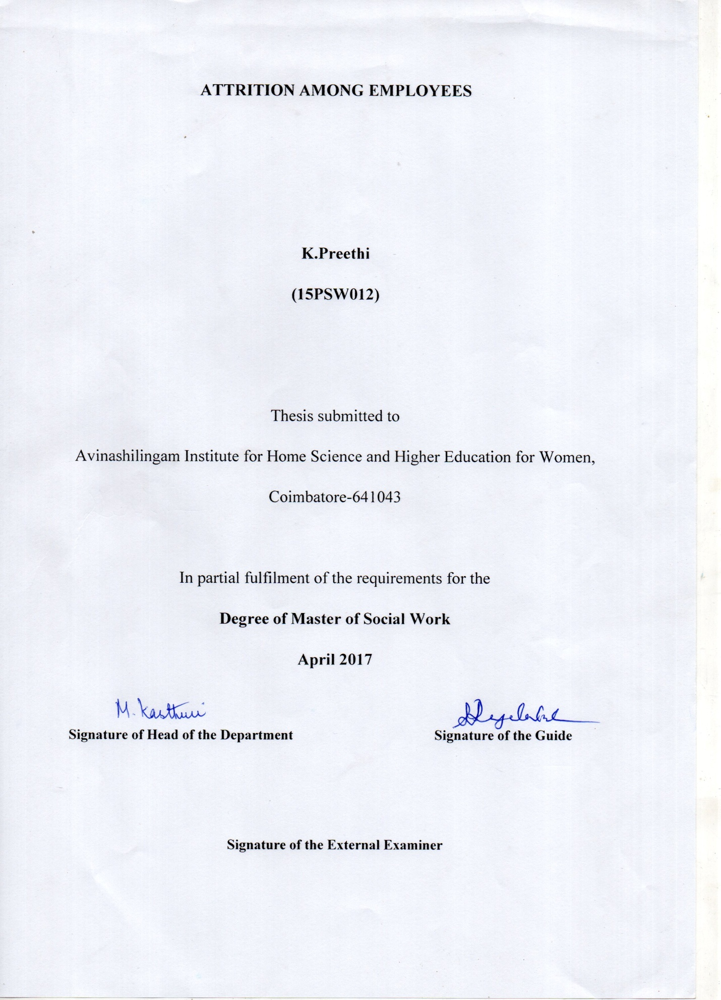 ATTRITION AMONG EMPLOYEES
K.Preethi
(15PSW012)
Thesis submitted to
Avinashilingam Institute for Home Science and Higher Education for Women,
Coimbatore-641043
In partial fulfilment of the requirements for the
Degree of Master of Social Work
April 2017
M. Kasthuri
Signature of Head of the Department
Signature of the Guide
Signature of the External Examiner